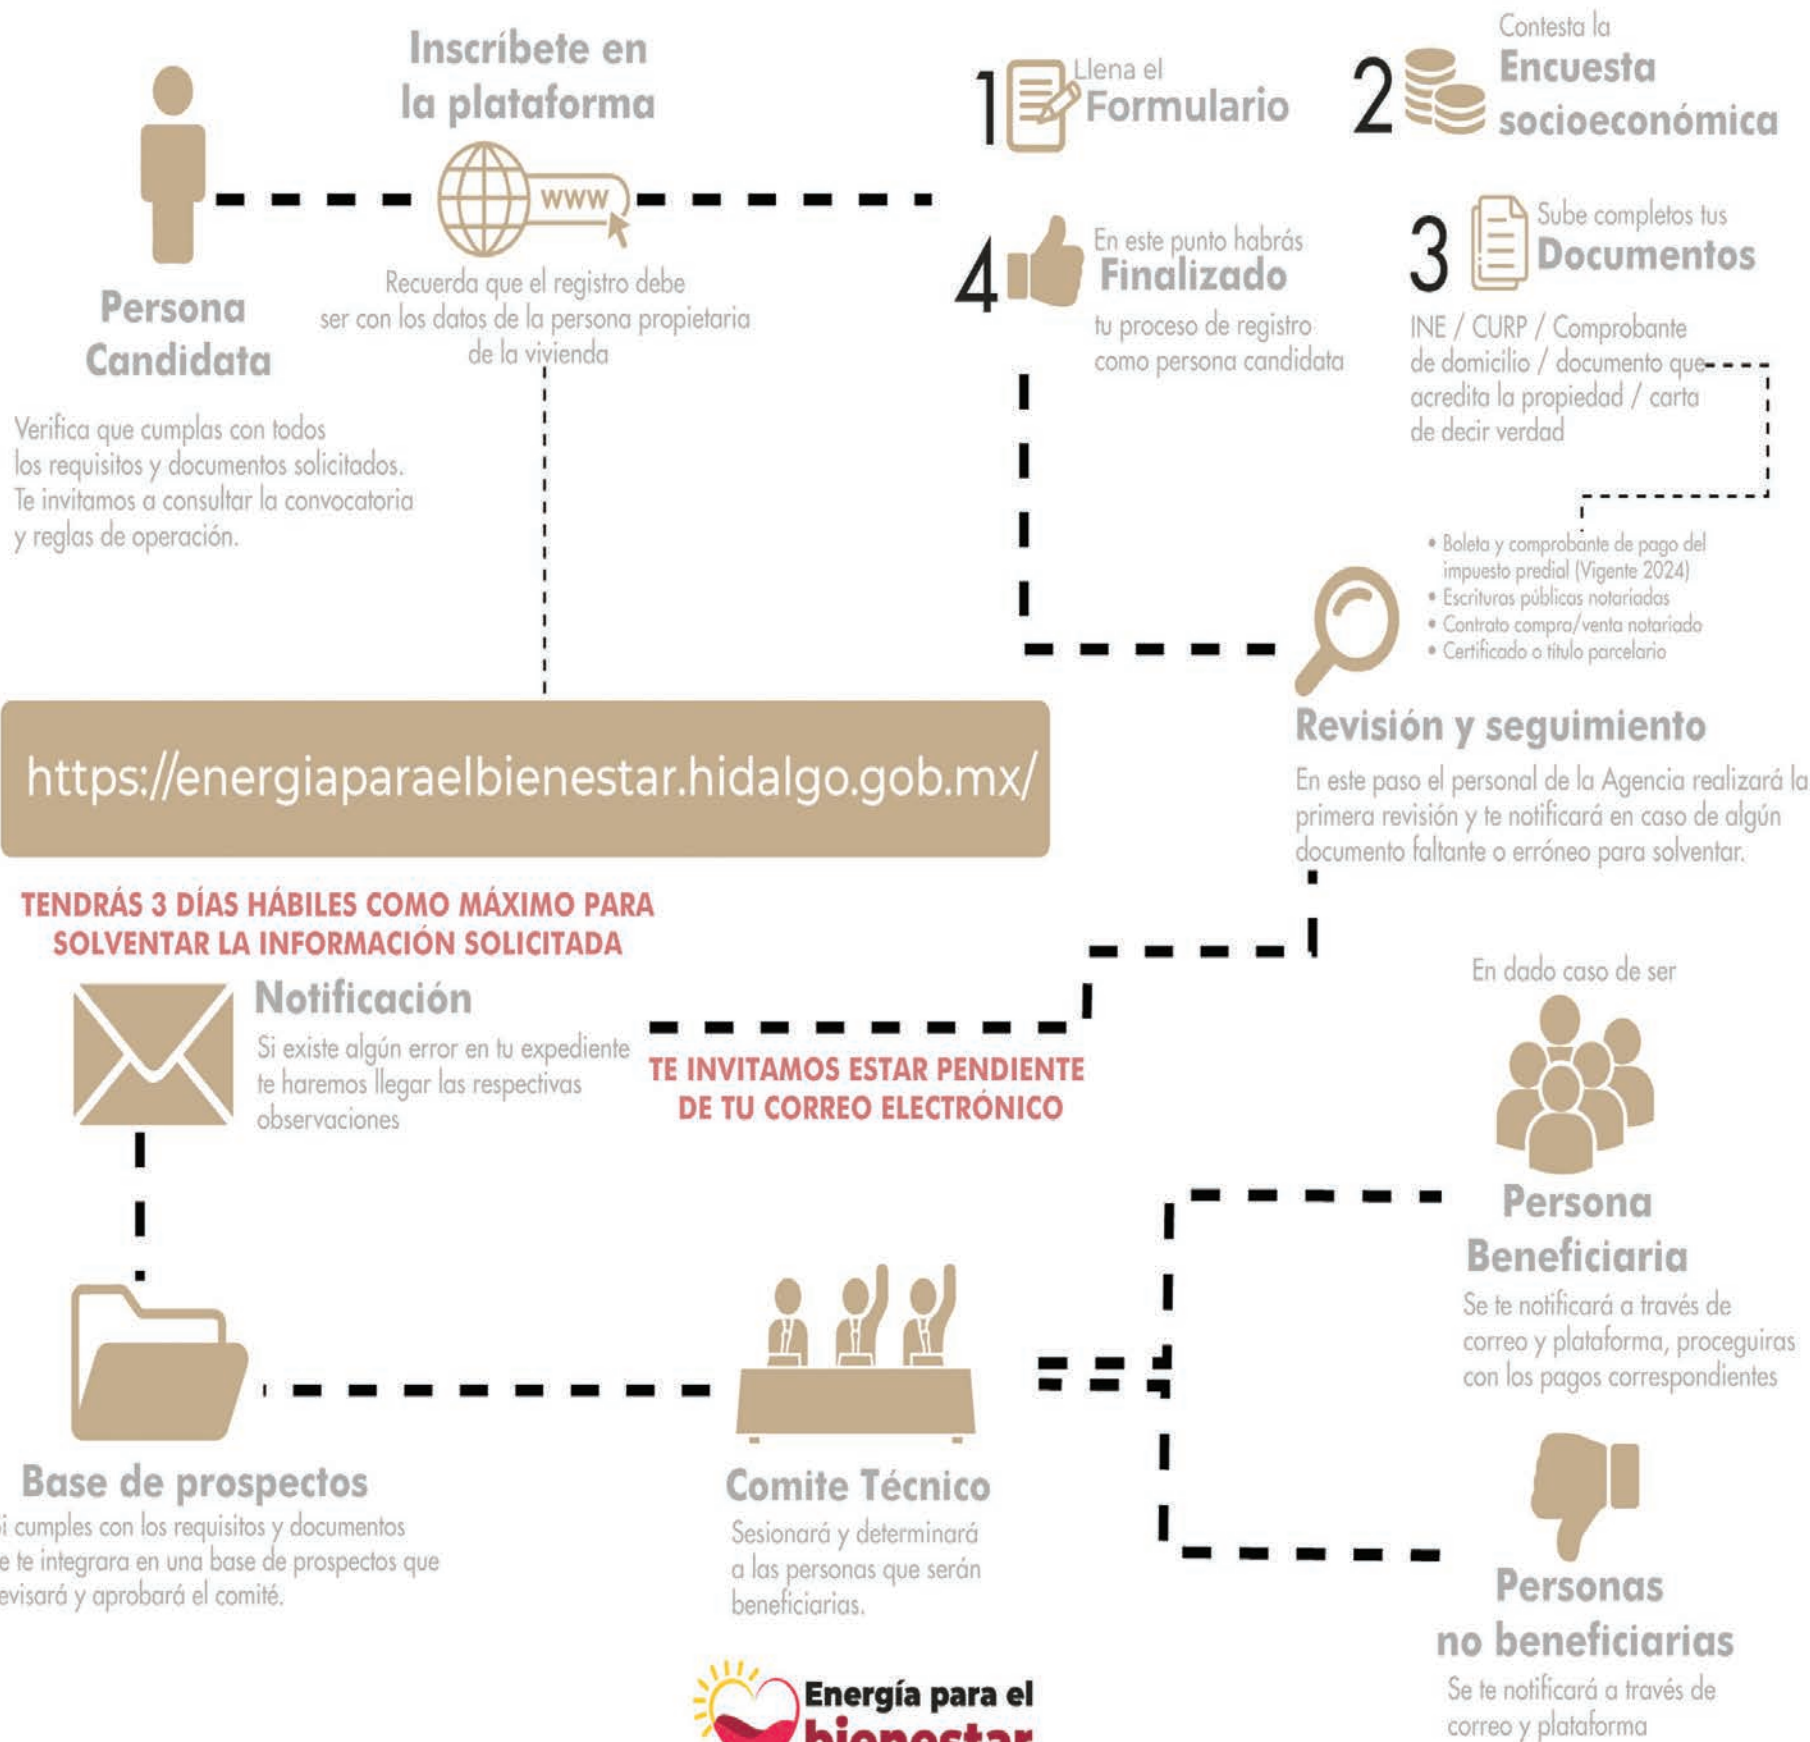 Inscríbete en
la plataforma
www
Recuerda que el registro debe
ser con los datos de la persona propietaria
de la vivienda
Persona
Candidata
Verifica que cumplas con todos
los requisitos y documentos solicitados.
Te invitamos a consultar la convocatoria
y reglas de operación.
1
Llena el
Formulario
2
Contesta la
Encuesta
socioeconómica
3
Sube completos tus
Documentos
INE / CURP / Comprobante
de domicilio / documento que
acredita la propiedad / carta
de decir verdad
• Boleta y comprobante de pago del
impuesto predial (Vigente 2024)
• Escrituras públicas notariadas
• Contrato compra/venta notariado
• Certificado o titulo parcelario
4
En este punto habrás
Finalizado
tu proceso de registro
como persona candidata
https://energiaparaelbienestar.hidalgo.gob.mx/
Revisión y seguimiento
En este paso el personal de la Agencia realizará la
primera revisión y te notificará en caso de algún
documento faltante o erróneo para solventar.
TENDRÁS 3 DÍAS HÁBILES COMO MÁXIMO PARA
SOLVENTAR LA INFORMACIÓN SOLICITADA
Notificación
Si existe algún error en tu expediente
te haremos llegar las respectivas
observaciones
TE INVITAMOS ESTAR PENDIENTE
DE TU CORREO ELECTRÓNICO
Base de prospectos
cumples con los requisitos y documentos
te integrara en una base de prospectos que
y aprobará el comité.
Comite Técnico
Sesionará y determinará
a las personas que serán
beneficiarias.
En dado caso de ser
Persona
Beneficiaria
Se te notificará a través de
correo y plataforma, proceguiras
con los pagos correspondientes
Personas
no beneficiarias
Se te notificará a través de
correo y plataforma
Energía para el
bienestar